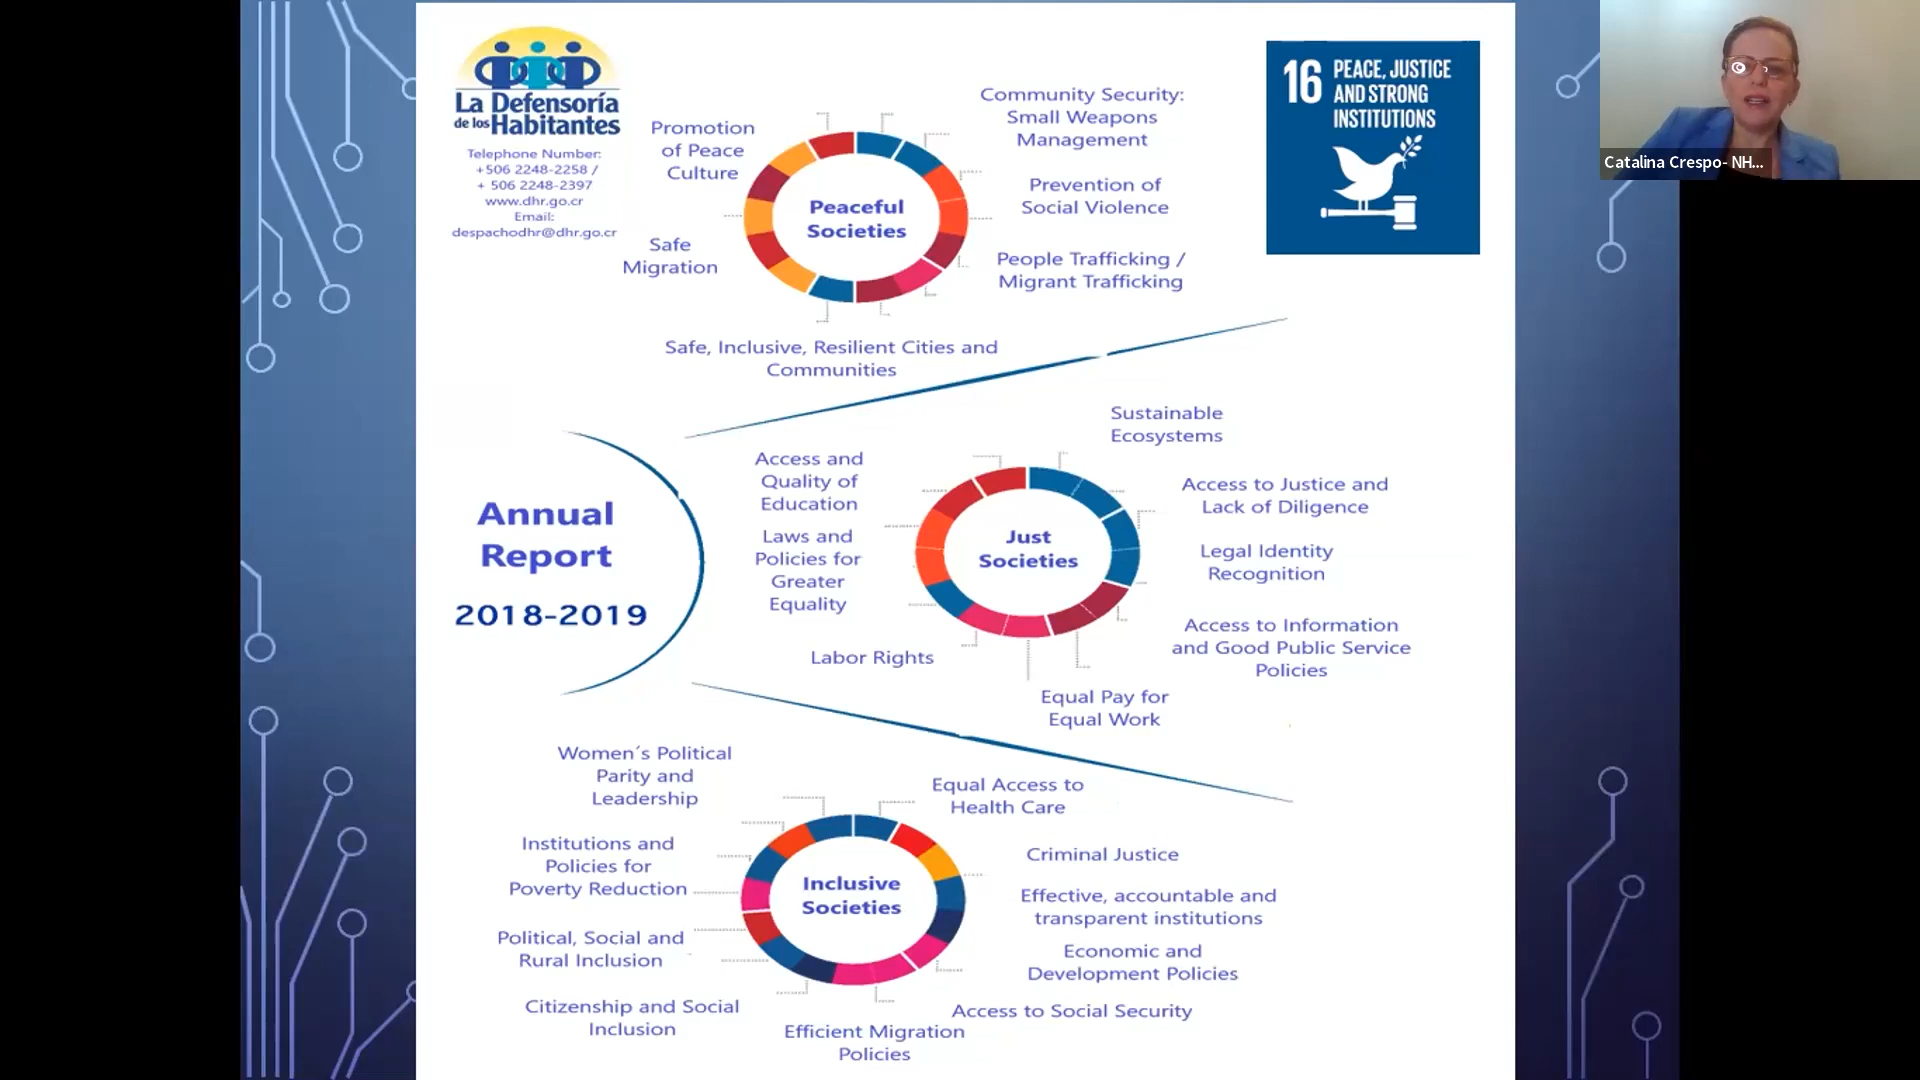 La Defensoría
de los Habitantes
Telephone Number:
+506 2248-2258 /
+ 506 2248-2397
www.dhr.go.cr
Email:
despachodhr@dhr.go.cr
16 PEACE, JUSTICE
AND STRONG
INSTITUTIONS
Catalina Crespo- NH...
Peaceful
Societies
Promotion
of Peace
Culture
Safe
Migration
Community Security:
Small Weapons
Management
Prevention of
Social Violence
People Trafficking /
Migrant Trafficking
Safe, Inclusive, Resilient Cities and
Communities
Annual
Report
2018-2019
Just
Societies
Access and
Quality of
Education
Laws and
Policies for
Greater
Equality
Labor Rights
Sustainable
Ecosystems
Access to Justice and
Lack of Diligence
Legal Identity
Recognition
Access to Information
and Good Public Service
Policies
Equal Pay for
Equal Work
Inclusive
Societies
Women´s Political
Parity and
Leadership
Institutions and
Policies for
Poverty Reduction
Political, Social and
Rural Inclusion
Citizenship and Social
Inclusion
Equal Access to
Health Care
Criminal Justice
Effective, accountable and
transparent institutions
Economic and
Development Policies
Access to Social Security
Efficient Migration
Policies